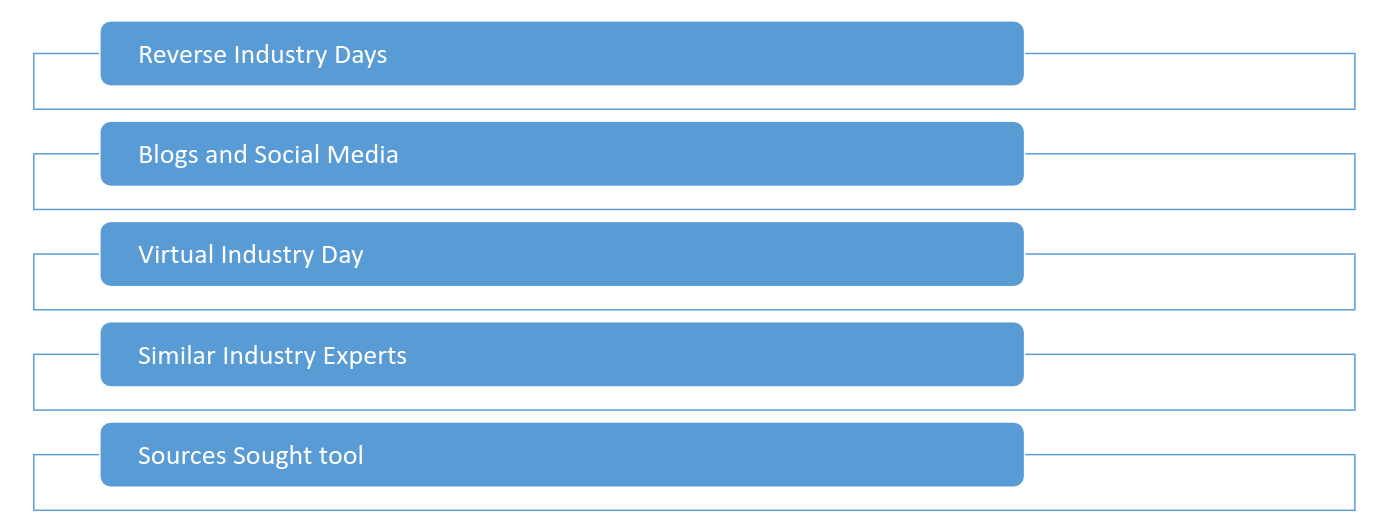 Reverse Industry Days
Blogs and Social Media
Virtual Industry Day
Similar Industry Experts
Sources Sought tool